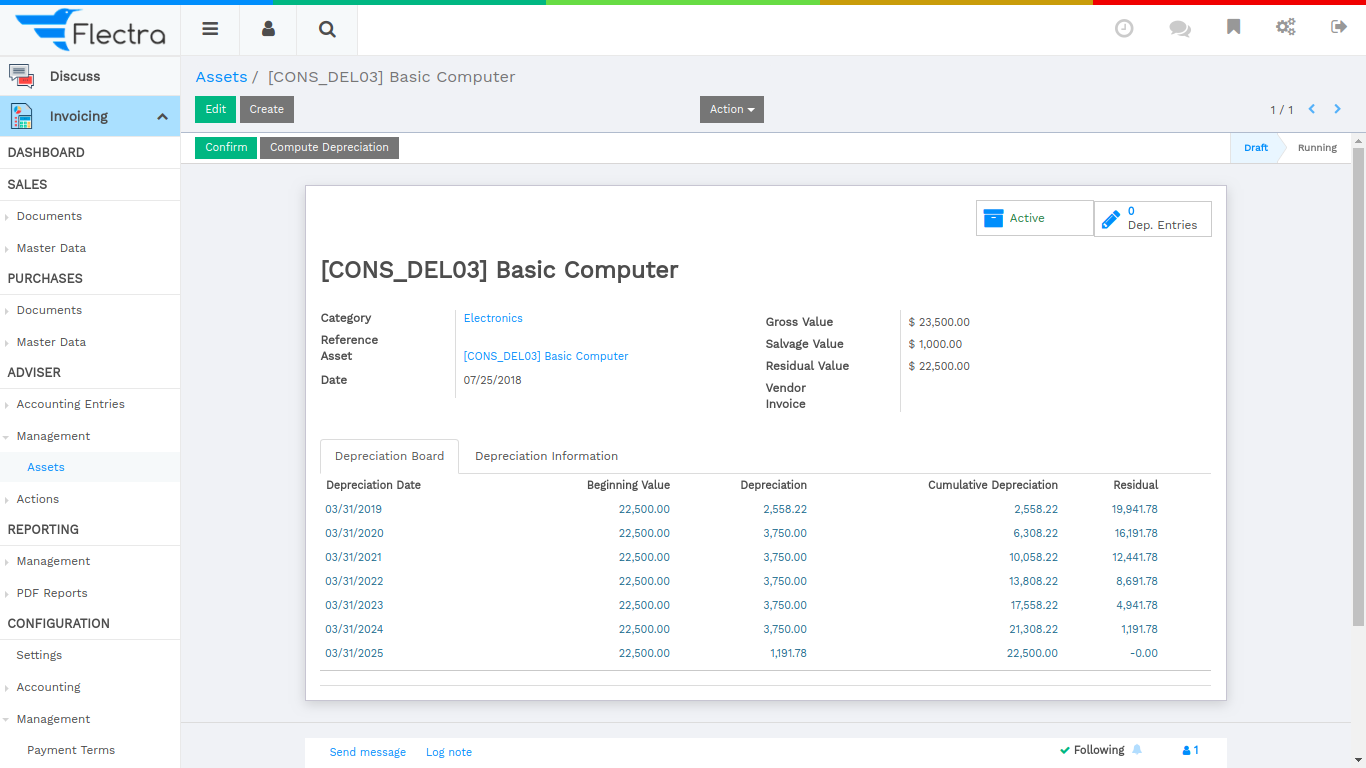 Flectra
Discuss
Invoicing
DASHBOARD
SALES
Documents
Master Data
PURCHASES
Documents
Master Data
ADVISER
Accounting Entries
Management
Assets
Actions
REPORTING
Management
PDF Reports
CONFIGURATION
Settings
Accounting
Management
Payment Terms
Assets / [CONS_DEL03] Basic Computer
Edit Create Action 1 / 1
Confirm Compute Depreciation Draft Running
Active
0
Dep. Entries
[CONS_DEL03] Basic Computer
Category Electronics
Reference
Asset [CONS_DEL03] Basic Computer
Date 07/25/2018
Gross Value $ 23,500.00
Salvage Value $ 1,000.00
Residual Value $ 22,500.00
Vendor
Invoice
Depreciation Board Depreciation Information
Depreciation Date Beginning Value Depreciation Cumulative Depreciation Residual
03/31/2019 22,500.00 2,558.22 2,558.22 19,941.78
03/31/2020 22,500.00 3,750.00 6,308.22 16,191.78
03/31/2021 22,500.00 3,750.00 10,058.22 12,441.78
03/31/2022 22,500.00 3,750.00 13,808.22 8,691.78
03/31/2023 22,500.00 3,750.00 17,558.22 4,941.78
03/31/2024 22,500.00 3,750.00 21,308.22 1,191.78
03/31/2025 22,500.00 1,191.78 22,500.00 -0.00
Send message Log note Following 1